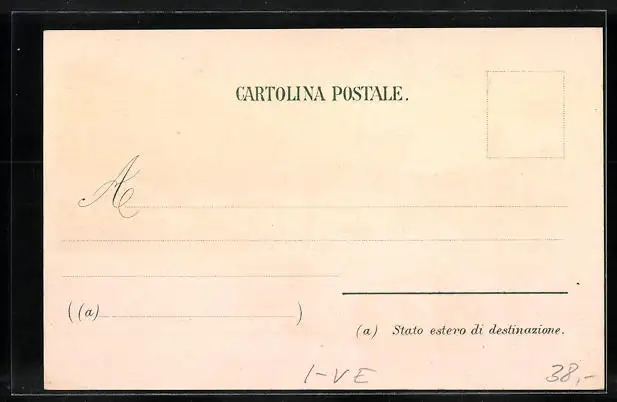 CARTOLINA POSTALE.
A
((a) )
(a) Stato estero di destinazione.
I-VE 38,-